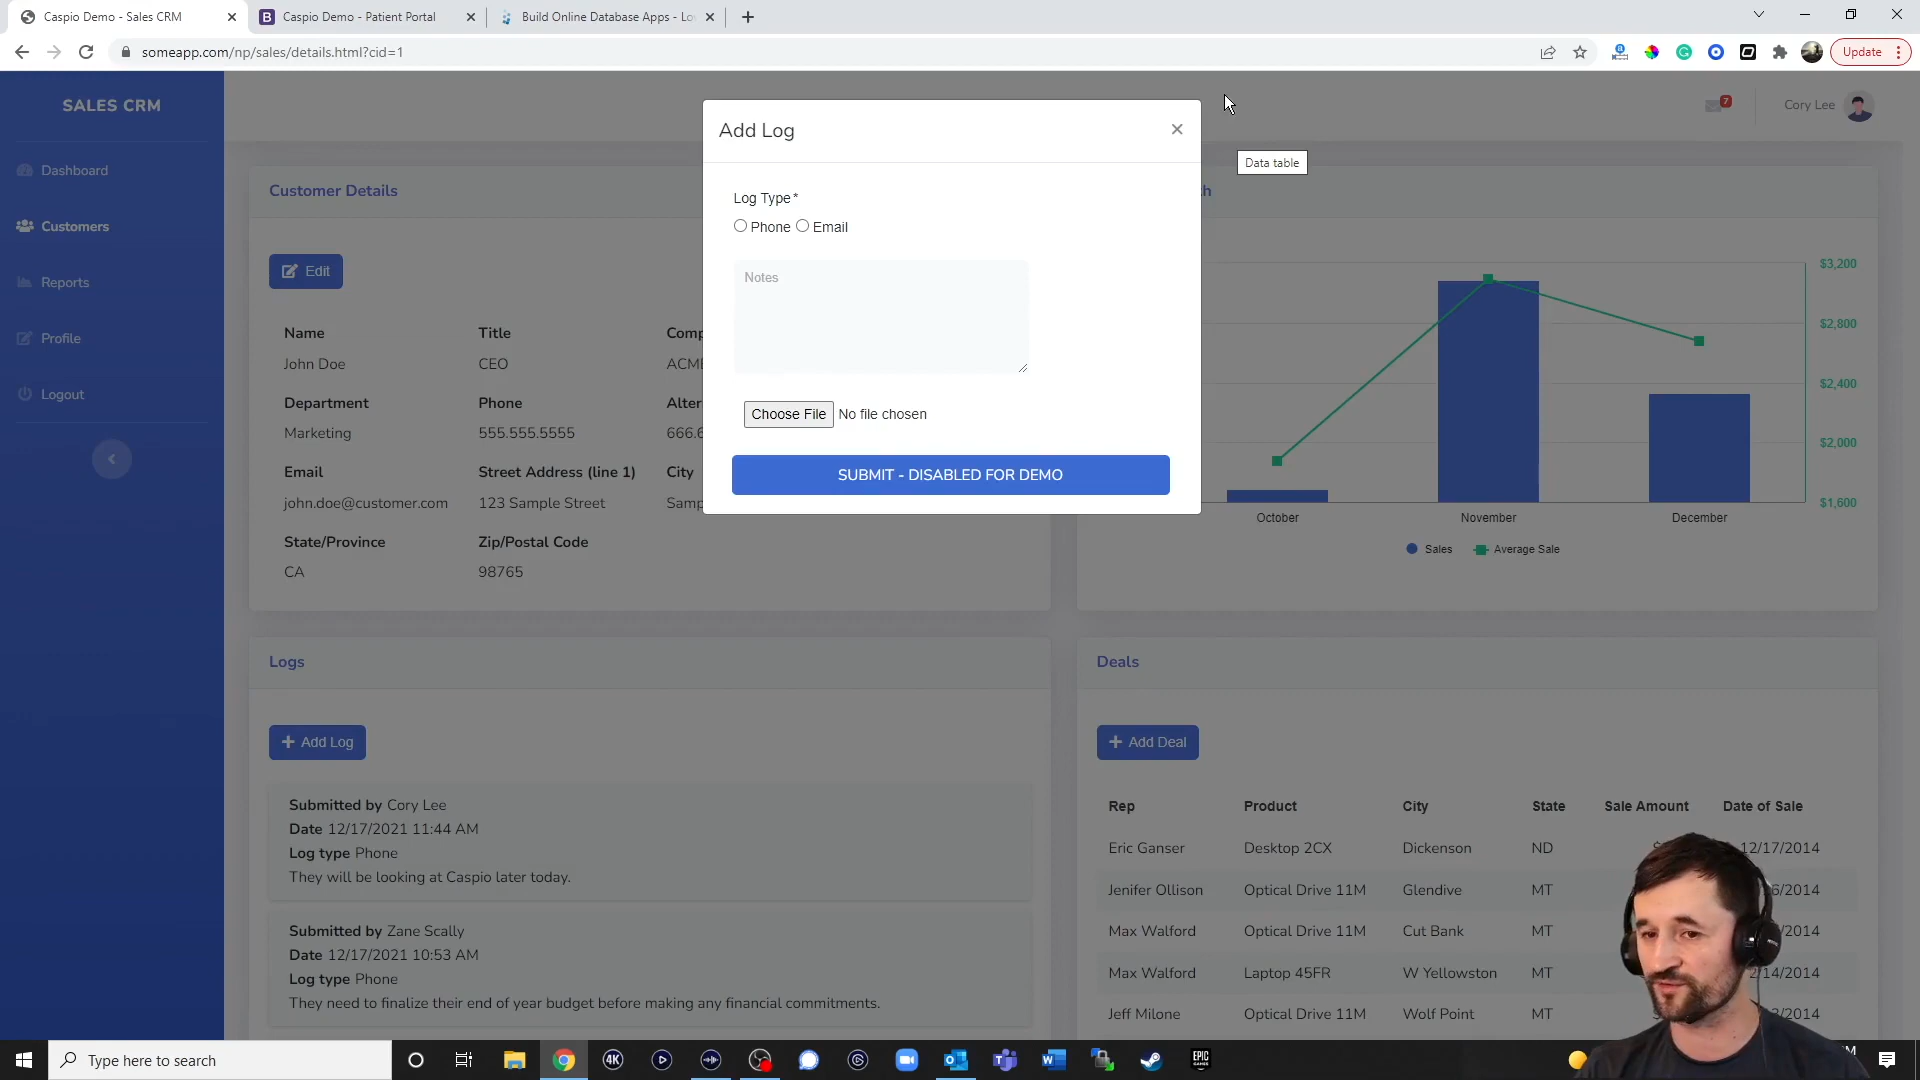 Caspio Demo - Sales CRM
Caspio Demo - Patient Portal
Build Online Database Apps - Lo
someapp.com/np/sales/details.html?cid=1
Update
SALES CRM
Dashboard
Customers
Reports
Profile
Logout
7
Cory Lee
Data table
Add Log
Log Type*
Phone Email
Notes
Choose File No file chosen
SUBMIT - DISABLED FOR DEMO
Customer Details
Edit
Name Title
John Doe CEO ACME
Department Phone
Marketing 555.555.5555
Email Street Address (line 1) City
john.doe@customer.com 123 Sample Street
State/Province Zip/Postal Code
CA 98765
$3,200
$2,800
$2,400
$2,000
$1,600
October November December
Sales Average Sale
Logs
Add Log
Submitted by Cory Lee
Date 12/17/2021 11:44 AM
Log type Phone
They will be looking at Caspio later today.
Submitted by Zane Scally
Date 12/17/2021 10:53 AM
Log type Phone
They need to finalize their end of year budget before making any financial commitments.
Deals
Add Deal
Rep Product City State Sale Amount Date of Sale
Eric Ganser Desktop 2CX Dickenson ND 12/17/2014
Jenifer Ollison Optical Drive 11M Glendive MT
Max Walford Optical Drive 11M Cut Bank MT
Max Walford Laptop 45FR W Yellowston MT
Jeff Milone Optical Drive 11M Wolf Point MT
Type here to search
4K
EPIC GAMES